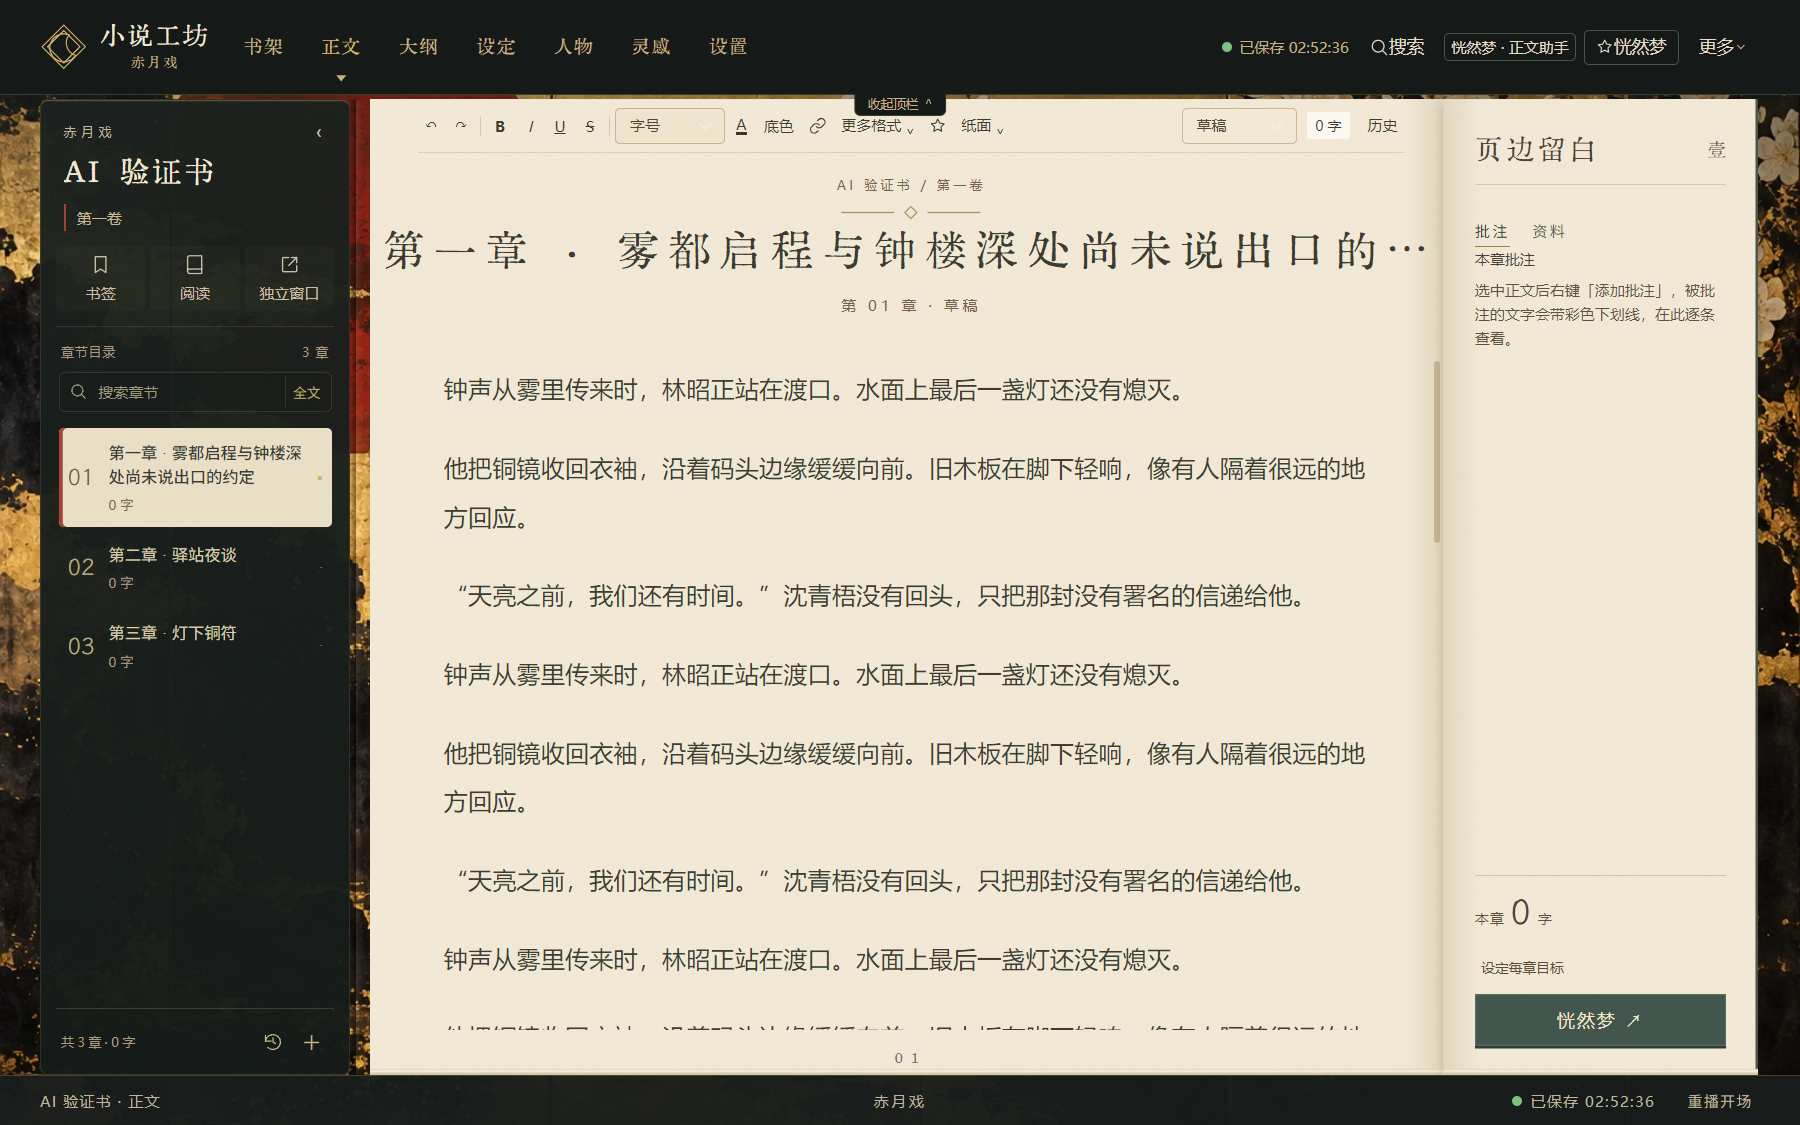 小说工坊
赤月戏
书架 正文 大纲 设定 人物 灵感 设置
已保存 02:52:36 搜索 恍然梦 · 正文助手 恍然梦 更多
收起顶栏 ^
赤月戏
AI 验证书
第一卷
书签 阅读 独立窗口
章节目录 3 章
搜索章节 全文
01 第一章 · 雾都启程与钟楼深
处尚未说出口的约定
0 字
02 第二章 · 驿站夜谈
0 字
03 第三章 · 灯下铜符
0 字
共 3 章 · 0 字
B I U S 字号 A 底色 更多格式 纸面 草稿 0 字 历史
AI 验证书 / 第一卷
第一章 · 雾都启程与钟楼深处尚未说出口的…
第 01 章 · 草稿
钟声从雾里传来时，林昭正站在渡口。水面上最后一盏灯还没有熄灭。
他把铜镜收回衣袖，沿着码头边缘缓缓向前。旧木板在脚下轻响，像有人隔着很远的地
方回应。
“天亮之前，我们还有时间。”沈青梧没有回头，只把那封没有署名的信递给他。
钟声从雾里传来时，林昭正站在渡口。水面上最后一盏灯还没有熄灭。
他把铜镜收回衣袖，沿着码头边缘缓缓向前。旧木板在脚下轻响，像有人隔着很远的地
方回应。
“天亮之前，我们还有时间。”沈青梧没有回头，只把那封没有署名的信递给他。
钟声从雾里传来时，林昭正站在渡口。水面上最后一盏灯还没有熄灭。
01
页边留白 壹
批注 资料
本章批注
选中正文后右键「添加批注」，被批
注的文字会带彩色下划线，在此逐条
查看。
本章 0 字
设定每章目标
恍然梦 ↗
AI 验证书 · 正文 赤月戏 已保存 02:52:36 重播开场